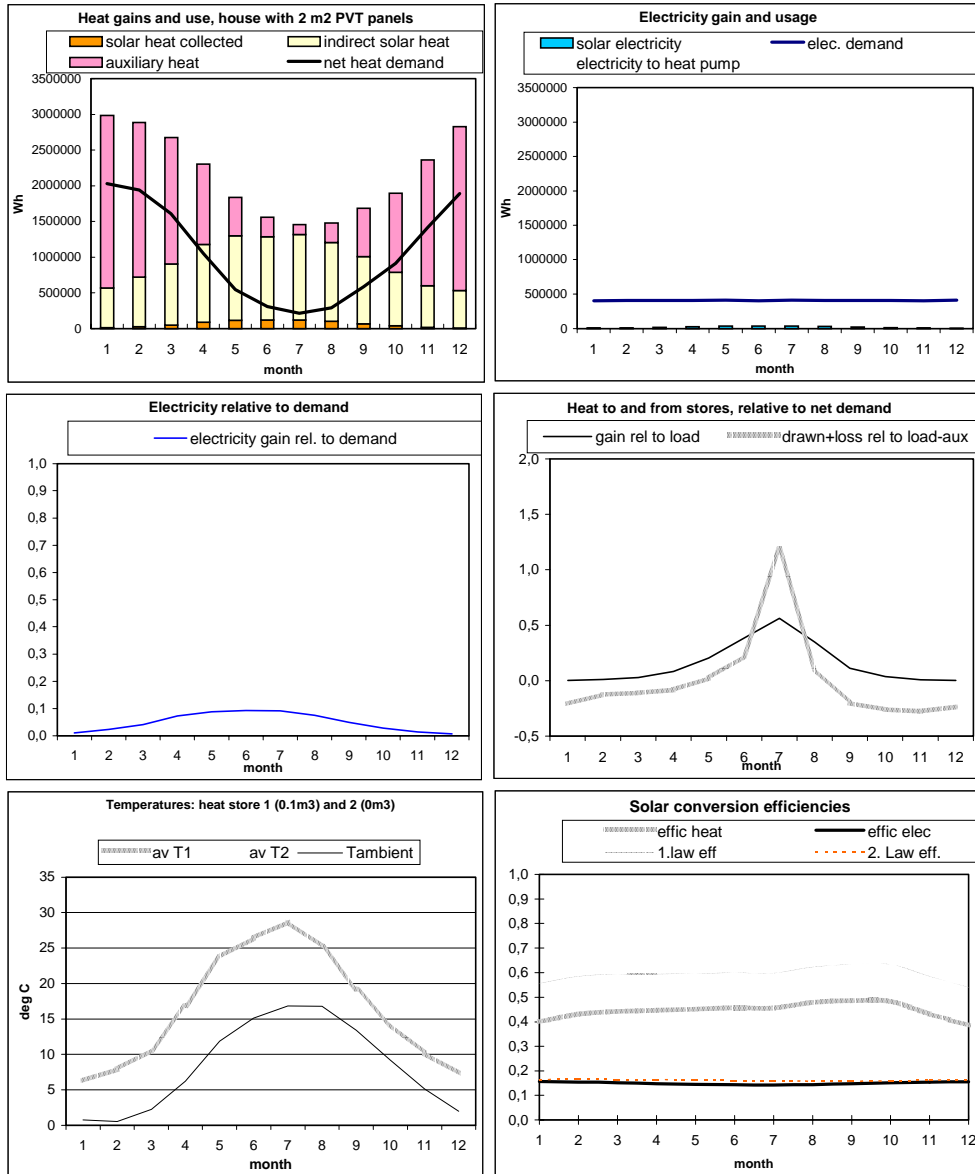 Heat gains and use, house with 2 m2 PVT panels
solar heat collected indirect solar heat
auxiliary heat net heat demand
3500000
3000000
2500000
2000000
1500000
1000000
500000
0
Wh
1 2 3 4 5 6 7 8 9 10 11 12
month
Electricity gain and usage
solar electricity elec. demand
electricity to heat pump
3500000
3000000
2500000
2000000
1500000
1000000
500000
0
Wh
1 2 3 4 5 6 7 8 9 10 11 12
month
Electricity relative to demand
electricity gain rel. to demand
1,0
0,9
0,8
0,7
0,6
0,5
0,4
0,3
0,2
0,1
0,0
1 2 3 4 5 6 7 8 9 10 11 12
month
Heat to and from stores, relative to net demand
gain rel to load drawn+loss rel to load-aux
2,0
1,5
1,0
0,5
0,0
-0,5
1 2 3 4 5 6 7 8 9 10 11 12
month
Temperatures: heat store 1 (0.1m3) and 2 (0m3)
av T1 av T2 Tambient
35
30
25
20
15
10
5
0
deg C
1 2 3 4 5 6 7 8 9 10 11 12
month
Solar conversion efficiencies
effic heat effic elec
1.law eff 2. Law eff.
1,0
0,9
0,8
0,7
0,6
0,5
0,4
0,3
0,2
0,1
0,0
1 2 3 4 5 6 7 8 9 10 11 12
month